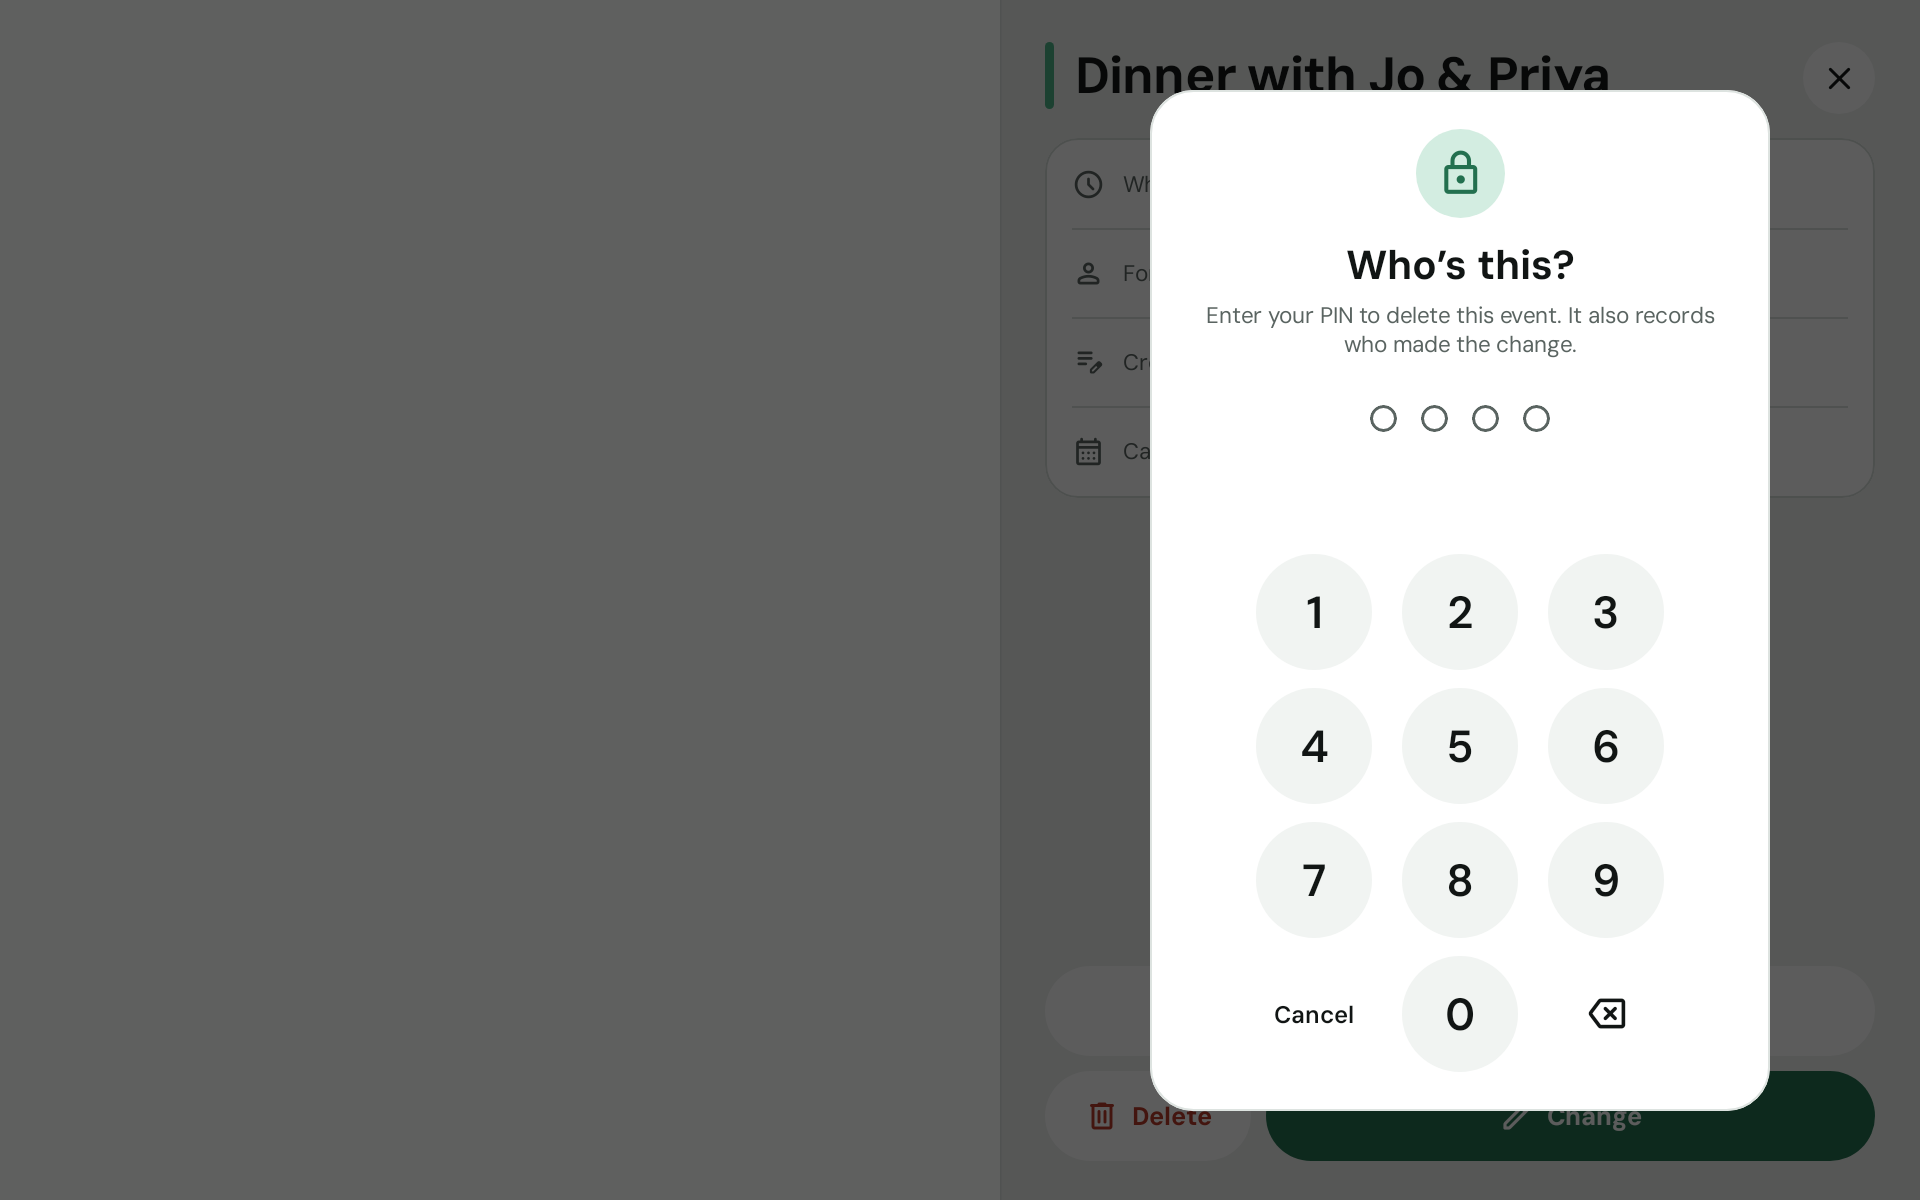 Dinner with Jo & Priya
Who’s this?
Enter your PIN to delete this event. It also records
who made the change.
1 2 3
4 5 6
7 8 9
Cancel 0
Delete Change